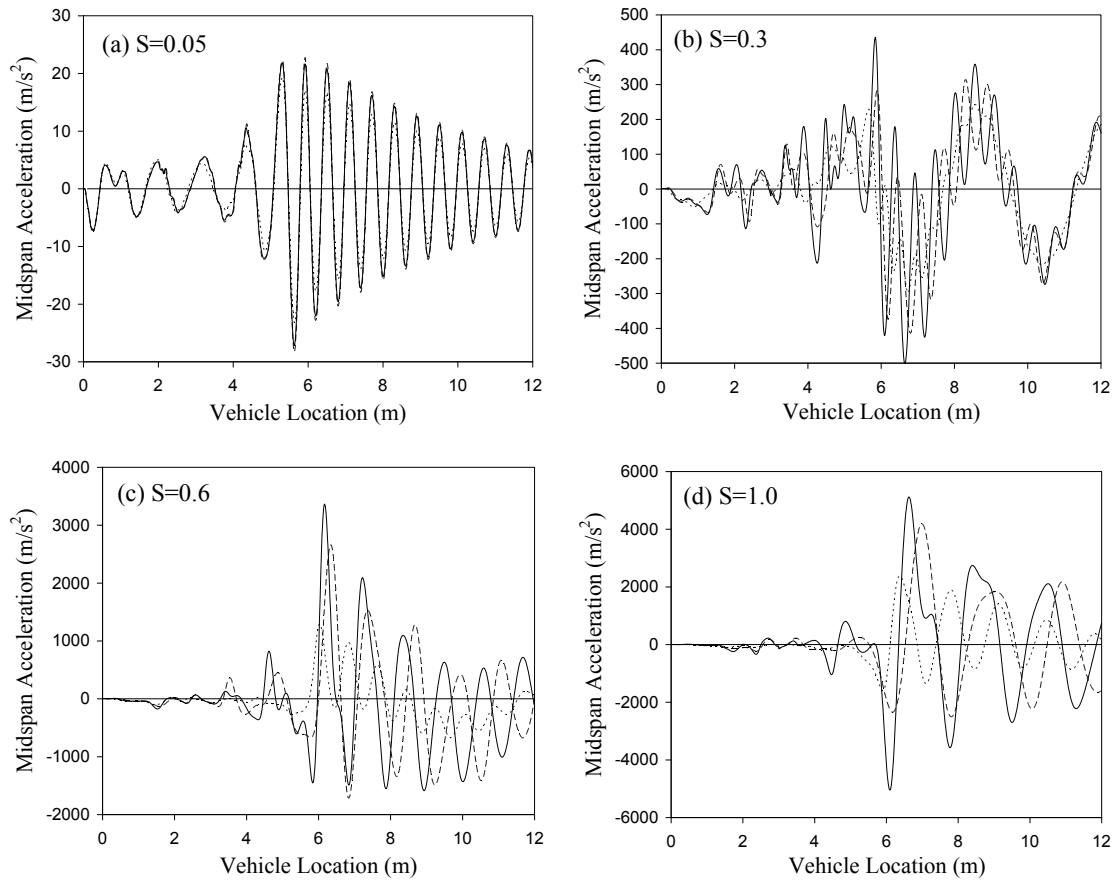 (a) S=0.05
Midspan Acceleration (m/s²)
30
20
10
0
-10
-20
-30
0 2 4 6 8 10 12
Vehicle Location (m)
(b) S=0.3
Midspan Acceleration (m/s²)
500
400
300
200
100
0
-100
-200
-300
-400
-500
0 2 4 6 8 10 12
Vehicle Location (m)
(c) S=0.6
Midspan Acceleration (m/s²)
4000
3000
2000
1000
0
-1000
-2000
0 2 4 6 8 10 12
Vehicle Location (m)
(d) S=1.0
Midspan Acceleration (m/s²)
6000
4000
2000
0
-2000
-4000
-6000
0 2 4 6 8 10 12
Vehicle Location (m)